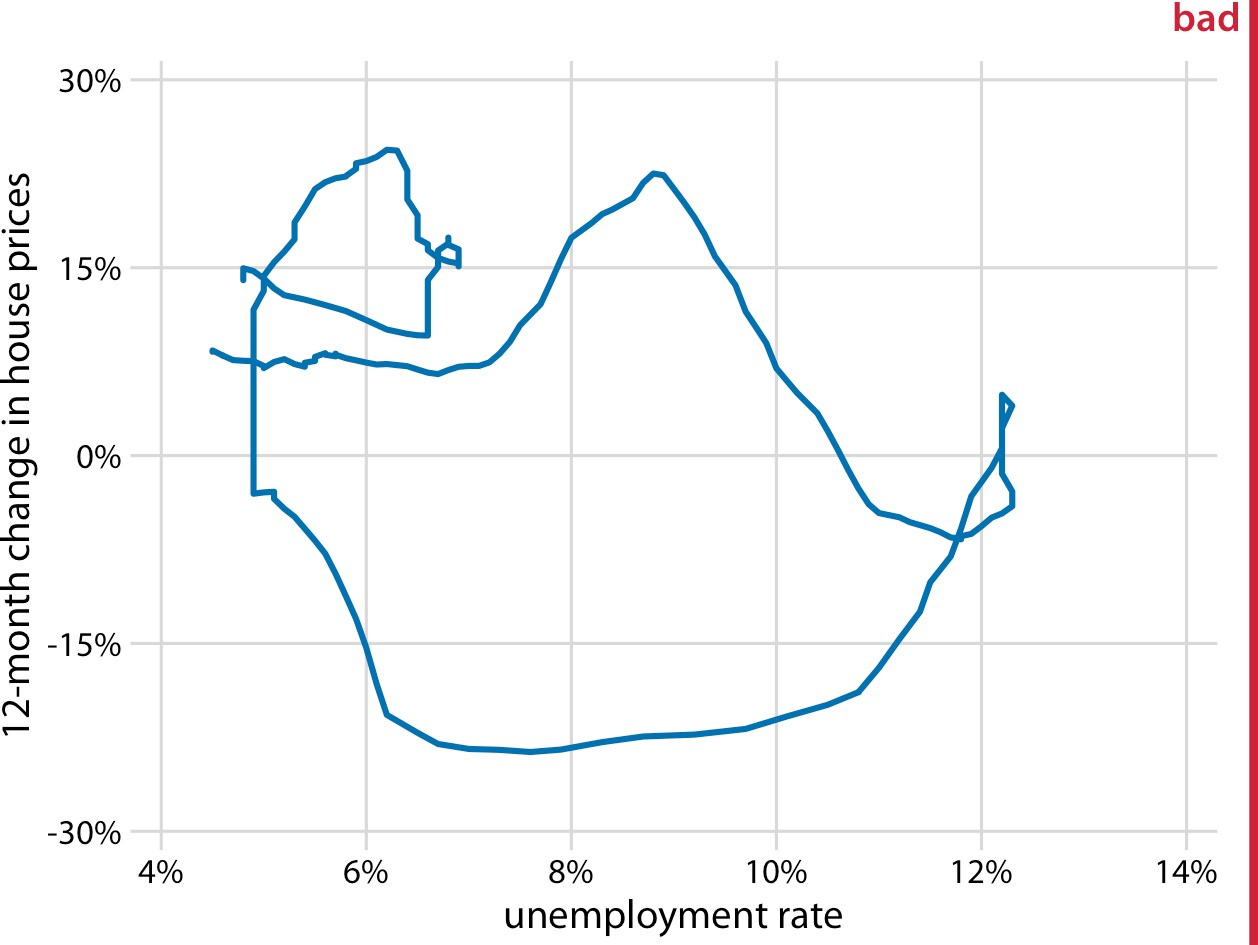 bad
30%
15%
0%
-15%
-30%
12-month change in house prices
4% 6% 8% 10% 12% 14%
unemployment rate